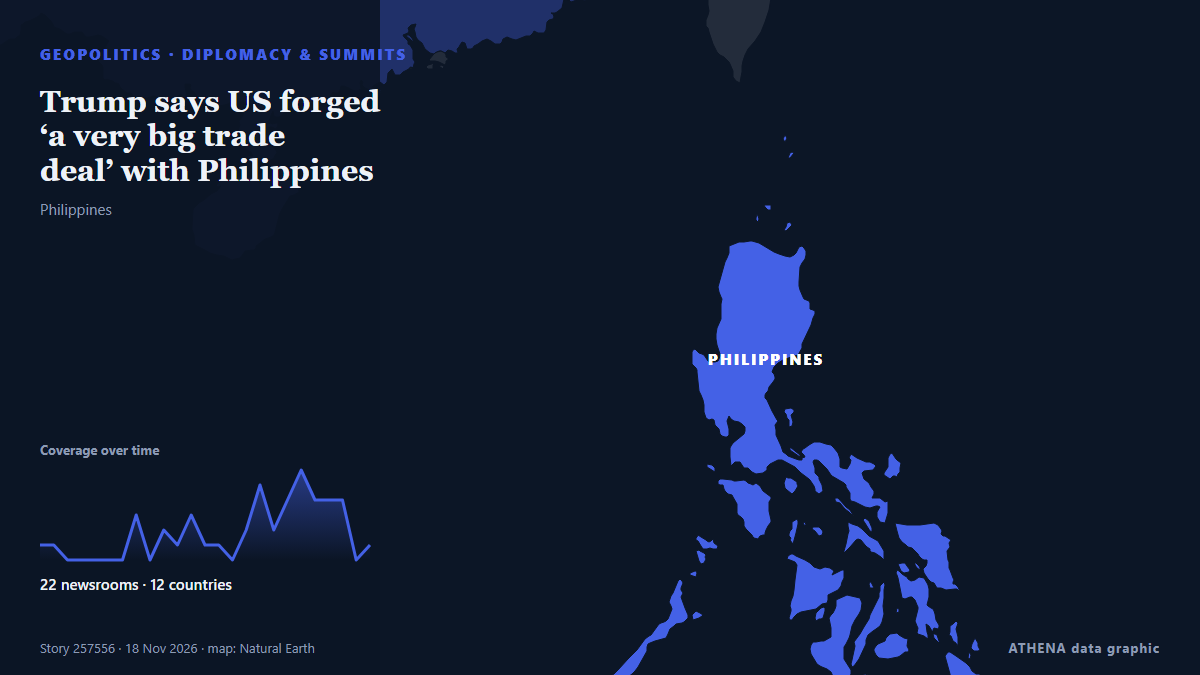 GEOPOLITICS · DIPLOMACY & SUMMITS
Trump says US forged
‘a very big trade
deal’ with Philippines
Philippines
PHILIPPINES
Coverage over time
22 newsrooms · 12 countries
Story 257556 · 18 Nov 2026 · map: Natural Earth
ATHENA data graphic